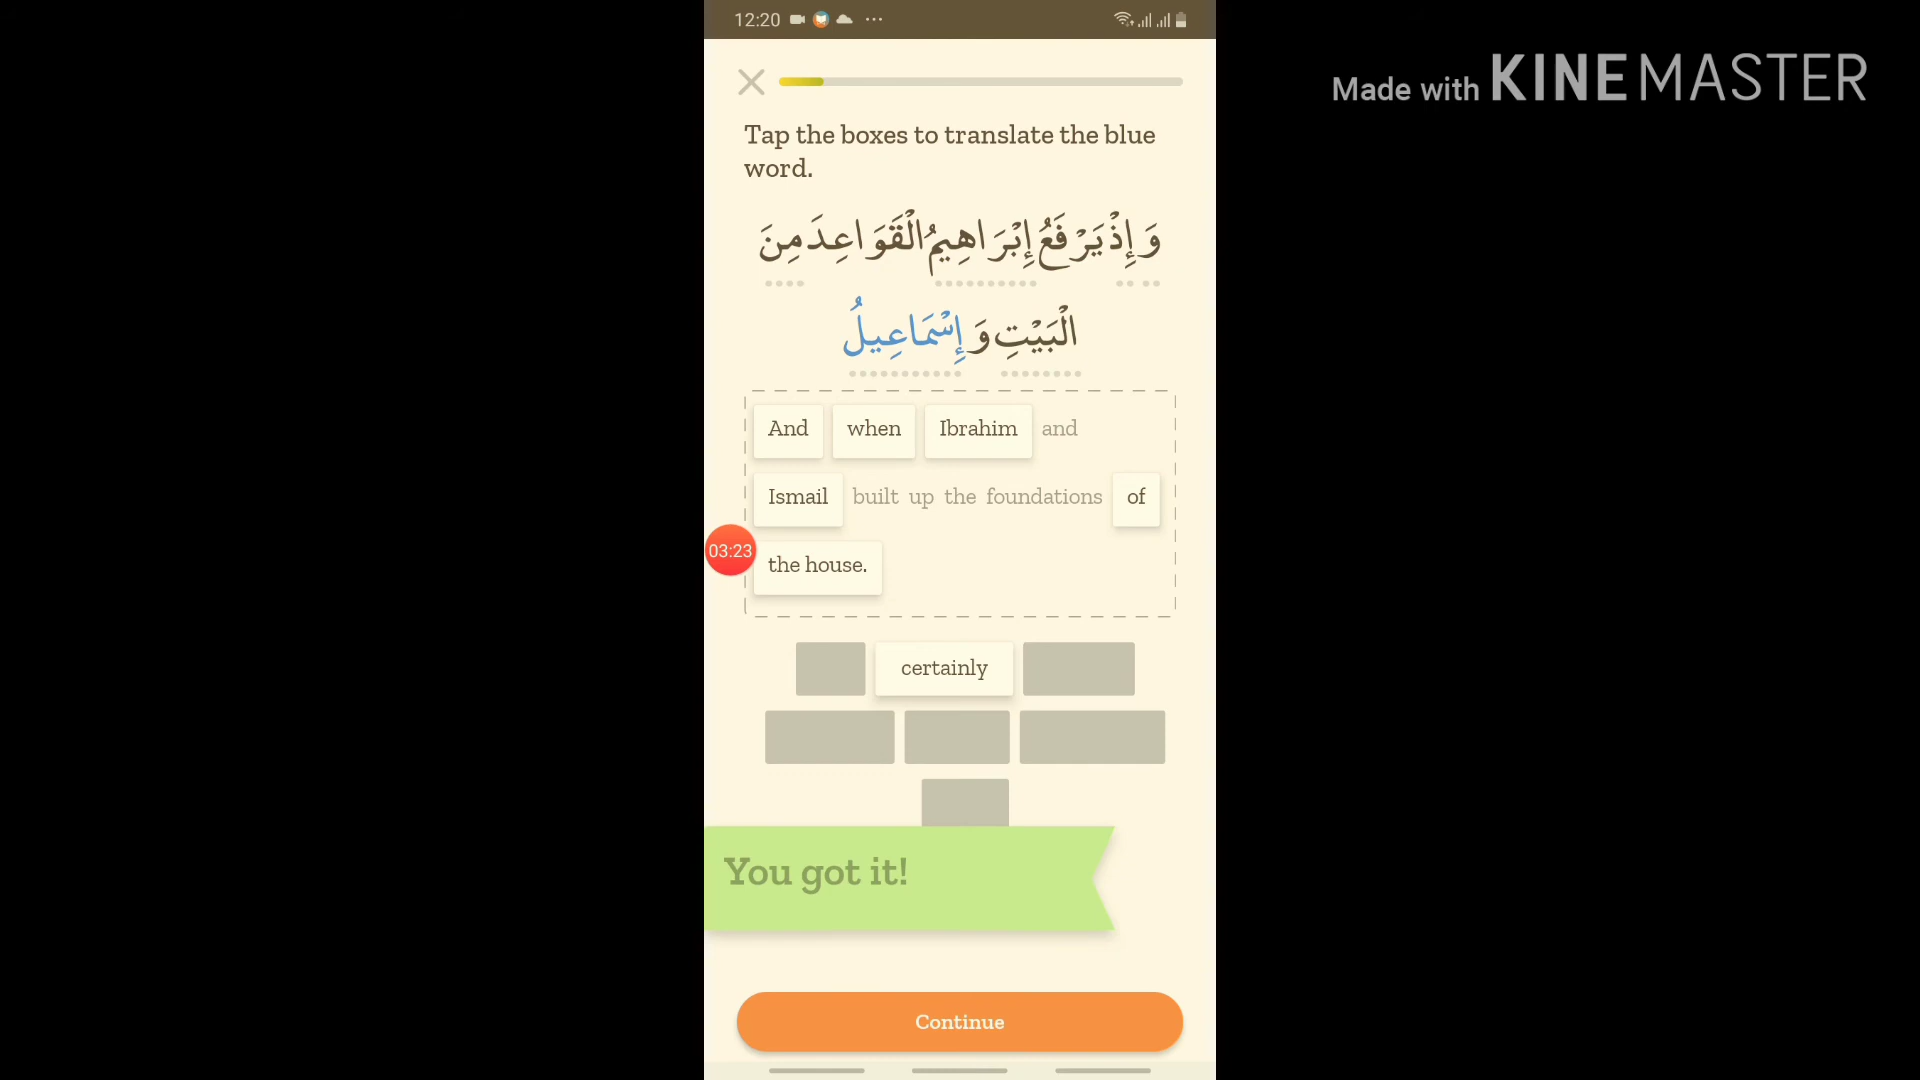 12:20
Made with KINEMASTER
Tap the boxes to translate the blue
word.
وَإِذْ يَرْفَعُ إِبْرَاهِيمُ الْقَوَاعِدَ مِنَ
الْبَيْتِ وَ إِسْمَاعِيلُ
And when Ibrahim and
Ismail built up the foundations of
03:23
the house.
certainly
You got it!
Continue